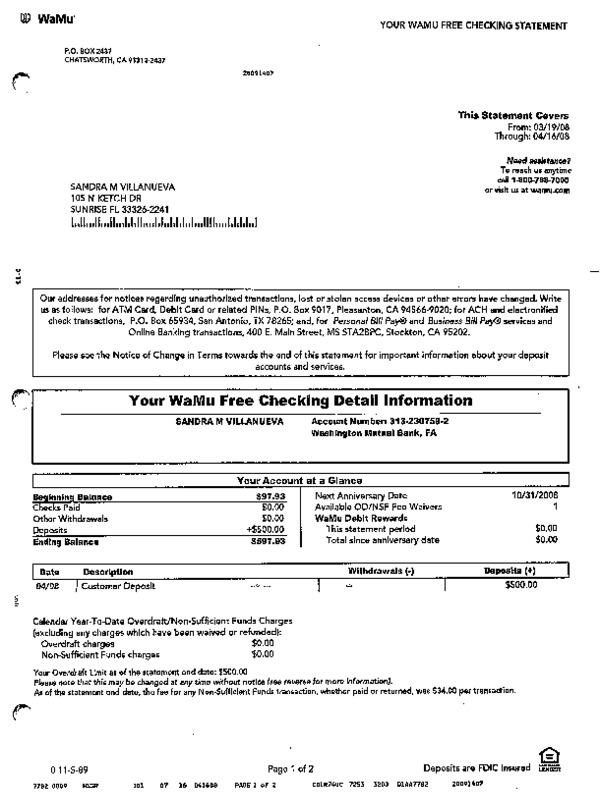 WaMu
YOUR WAMU FREE CHECKING STATEMENT
P.O. BOX 2437
CHATSWORTH, CA 91313-2437
20091407
This Statement Covers
From: 03/19/08
Through: 04/16/08
Need assistance?
To reach us anytime
call 1-800-788-7000
or visit us at wamu.com
SANDRA M VILLANUEVA
105 N KETCH DR
SUNRISE FL 33326-2241
Our addresses for notices regarding unauthorized transactions, lost or stolen access devices or other errors have changed. Write
us as follows: for ATM Card, Debit Card or related PINs, P.O. Box 9017, Pleasanton, CA 94566-9020; for ACH and electronified
check transactions, P.O. Box 65934, San Antonio, TX 78265; and, for Personal Bill Pay® and Business Bill Pay® services and
Online Banking transactions, 400 E. Main Street, MS STA2BPC, Stockton, CA 95202.
Please see the Notice of Change in Terms towards the end of this statement for important information about your deposit
accounts and services.
Your WaMu Free Checking Detail Information
SANDRA M VILLANUEVA Account Number: 313-230758-2
Washington Mutual Bank, FA
Your Account at a Glance
Beginning Balance $97.93 Next Anniversary Date 10/31/2008
Checks Paid $0.00 Available OD/NSF Fee Waivers 1
Other Withdrawals $0.00 WaMu Debit Rewards
Deposits +$500.00 This statement period $0.00
Ending Balance $597.93 Total since anniversary date $0.00
Date Description Withdrawals (-) Deposits (+)
04/02 Customer Deposit $500.00
Calendar Year-To-Date Overdraft/Non-Sufficient Funds Charges
(excluding any charges which have been waived or refunded):
Overdraft charges $0.00
Non-Sufficient Funds charges $0.00
Your Overdraft Limit as of the statement end date: $500.00
Please note that this may be changed at any time without notice (see reverse for more information).
As of the statement end date, the fee for any Non-Sufficient Funds transaction, whether paid or returned, was $34.00 per transaction.
0 11-S-89 Page 1 of 2 Deposits are FDIC Insured
7782 0009 101 07 16 PAGE 1 of 2 7253 3203 20091407